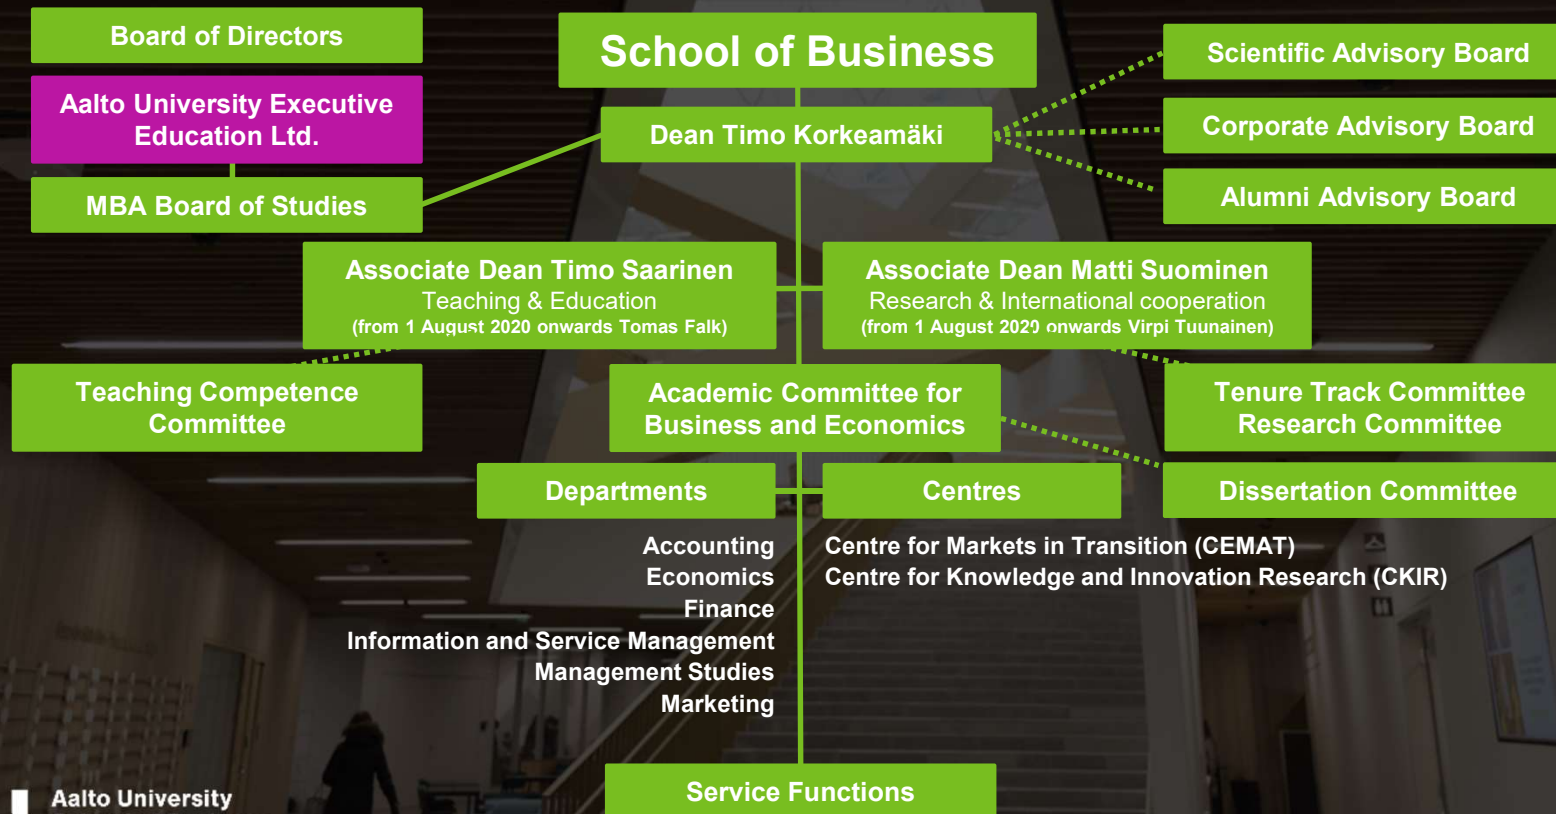 Board of Directors
School of Business
Scientific Advisory Board
Aalto University Executive
Education Ltd.
Dean Timo Korkeamäki
Corporate Advisory Board
MBA Board of Studies
Alumni Advisory Board
Associate Dean Timo Saarinen
Teaching & Education
(from 1 August 2020 onwards Tomas Falk)
Associate Dean Matti Suominen
Research & International cooperation
(from 1 August 2020 onwards Virpi Tuunainen)
Teaching Competence
Committee
Academic Committee for
Business and Economics
Tenure Track Committee
Research Committee
Departments
Centres
Dissertation Committee
Accounting
Economics
Finance
Information and Service Management
Management Studies
Marketing
Centre for Markets in Transition (CEMAT)
Centre for Knowledge and Innovation Research (CKIR)
Service Functions
Aalto University